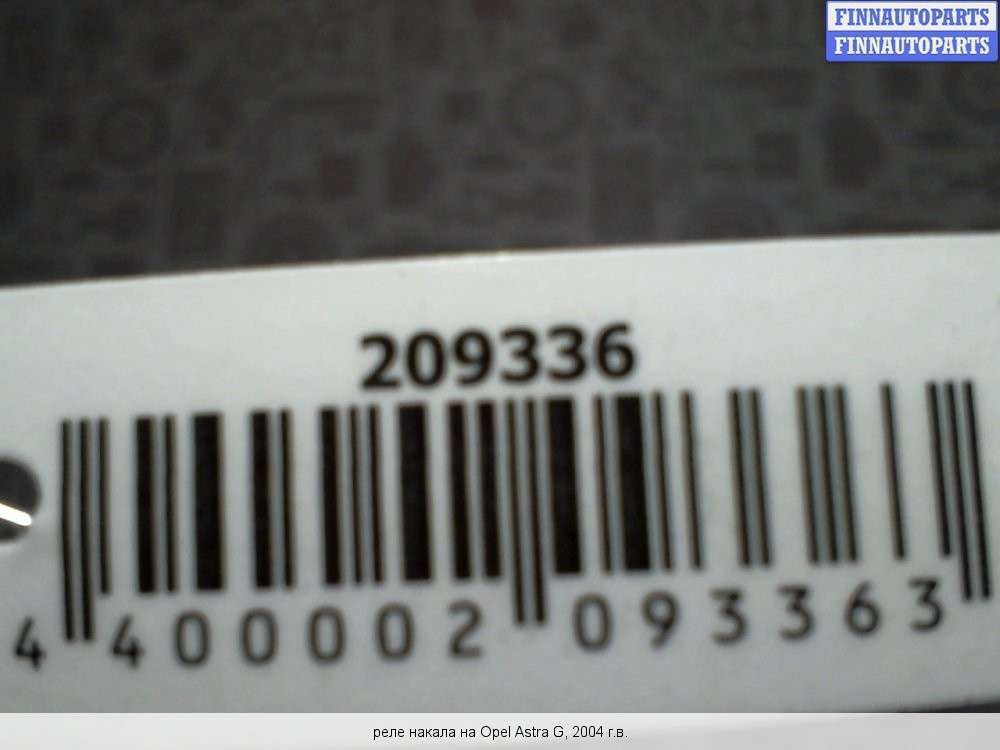 FINNAUTOPARTS
FINNAUTOPARTS
209336
4 400002 093363
реле накала на Opel Astra G, 2004 г.в.